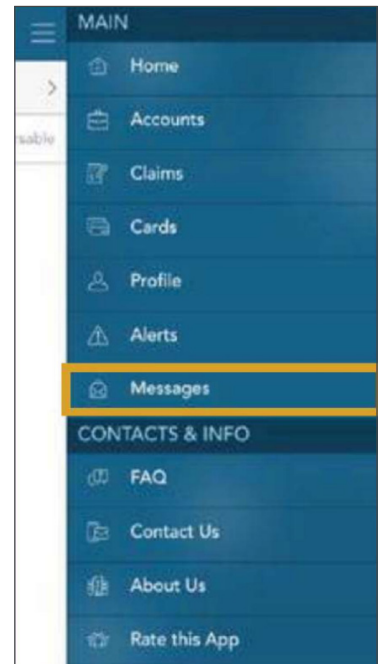 MAIN
Home
Accounts
Claims
Cards
Profile
Alerts
Messages
CONTACTS & INFO
FAQ
Contact Us
About Us
Rate this App